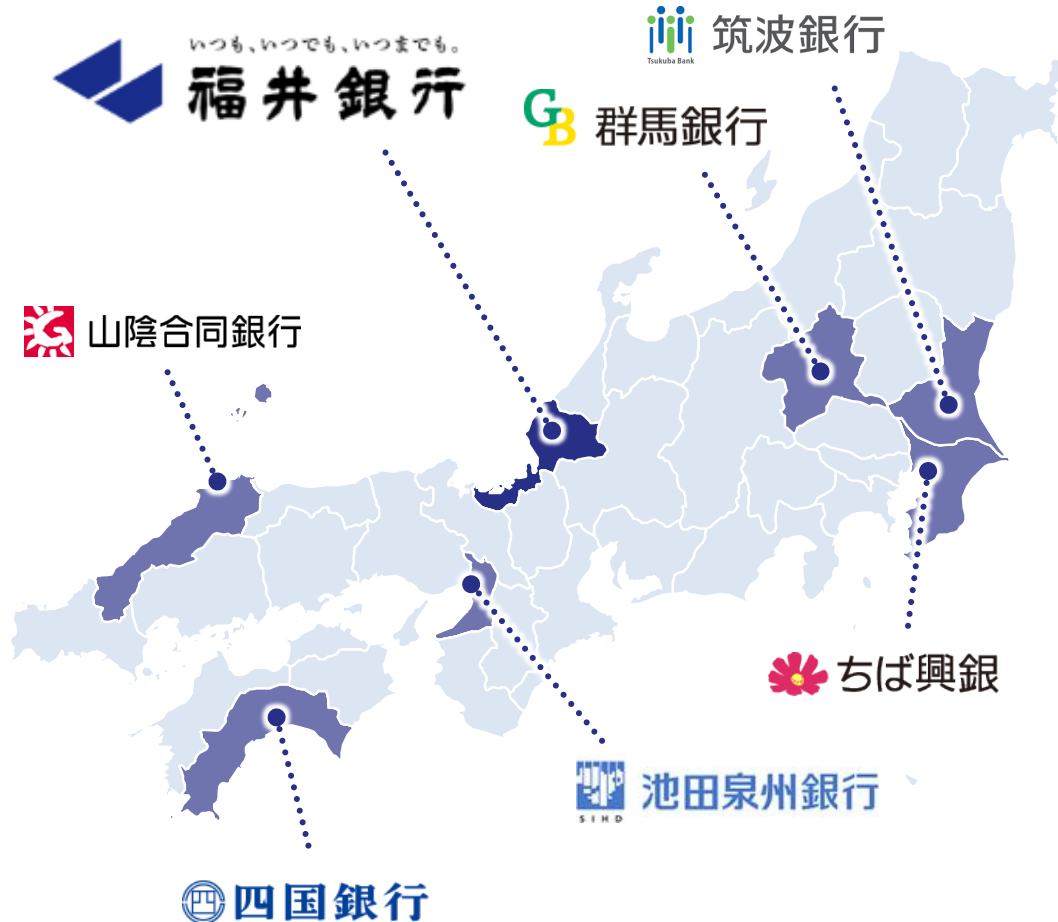 いつも、いつでも、いつまでも。
福井銀行
Tsukuba Bank
筑波銀行
GB
群馬銀行
山陰合同銀行
ちば興銀
SIHD
池田泉州銀行
四
四国銀行